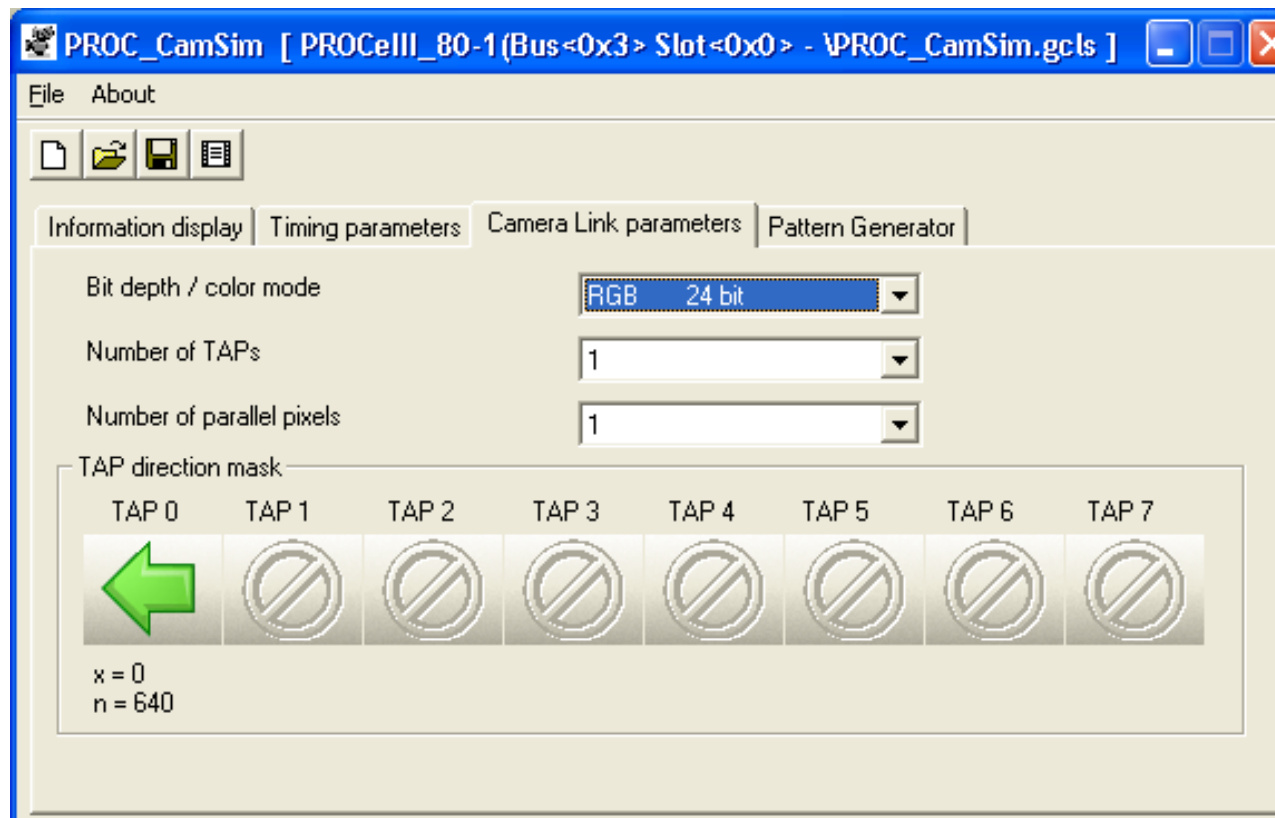 PROC_CamSim [ PROCeIII_80-1(Bus<0x3> Slot<0x0> - \PROC_CamSim.gcls ]
File About
Information display Timing parameters Camera Link parameters Pattern Generator
Bit depth / color mode RGB 24 bit
Number of TAPs 1
Number of parallel pixels 1
TAP direction mask
TAP 0 TAP 1 TAP 2 TAP 3 TAP 4 TAP 5 TAP 6 TAP 7
x = 0
n = 640